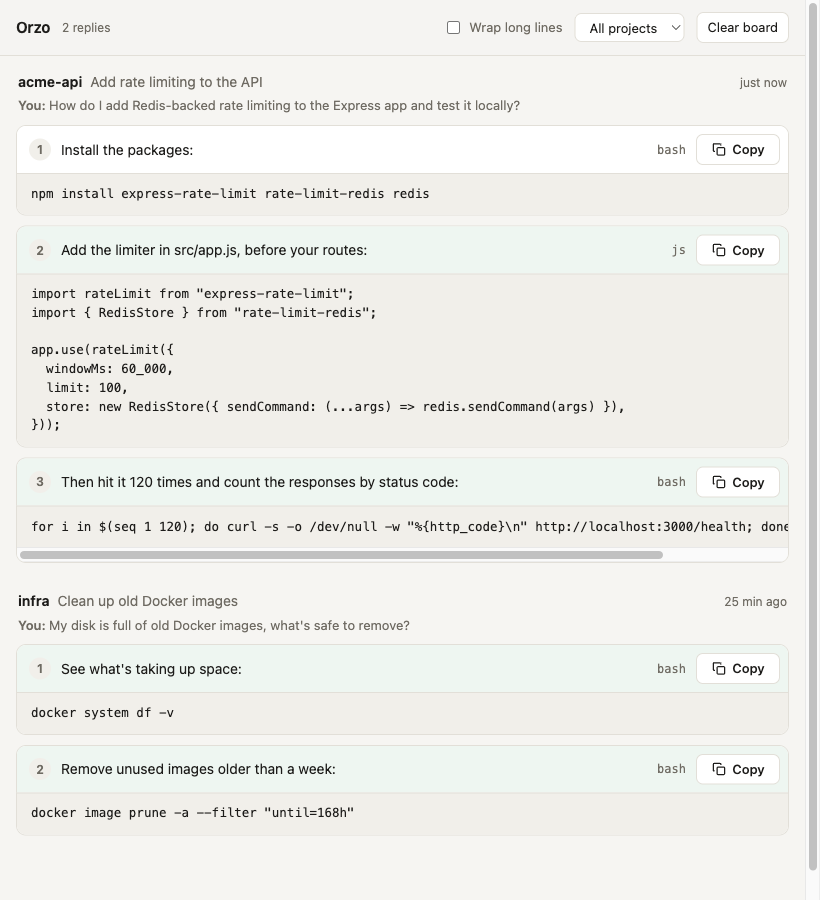 Orzo 2 replies Wrap long lines All projects Clear board
acme-api Add rate limiting to the API just now
You: How do I add Redis-backed rate limiting to the Express app and test it locally?
1 Install the packages: bash Copy
npm install express-rate-limit rate-limit-redis redis
2 Add the limiter in src/app.js, before your routes: js Copy
import rateLimit from "express-rate-limit";
import { RedisStore } from "rate-limit-redis";
app.use(rateLimit({
  windowMs: 60_000,
  limit: 100,
  store: new RedisStore({ sendCommand: (...args) => redis.sendCommand(args) }),
}));
3 Then hit it 120 times and count the responses by status code: bash Copy
for i in $(seq 1 120); do curl -s -o /dev/null -w "%{http_code}\n" http://localhost:3000/health; done
infra Clean up old Docker images 25 min ago
You: My disk is full of old Docker images, what's safe to remove?
1 See what's taking up space: bash Copy
docker system df -v
2 Remove unused images older than a week: bash Copy
docker image prune -a --filter "until=168h"